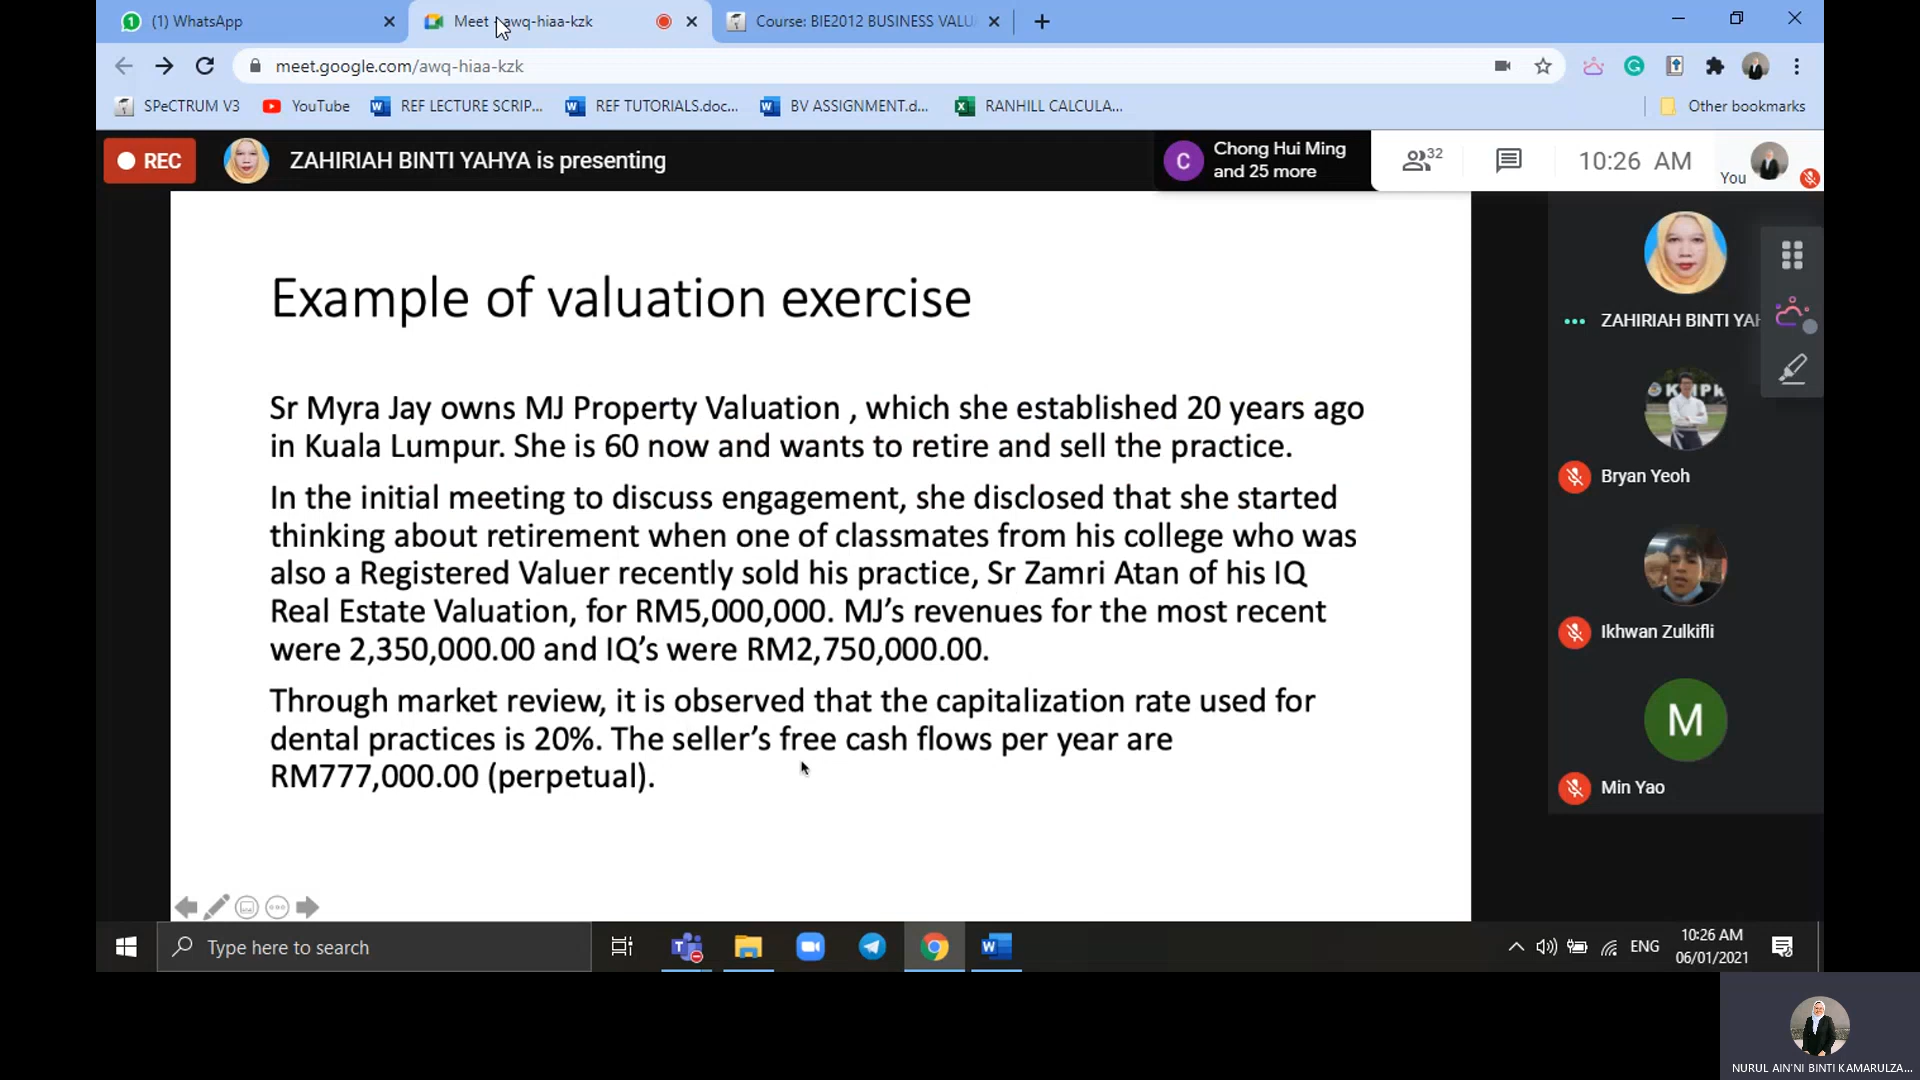 (1) WhatsApp
Meet - awq-hiaa-kzk
Course: BIE2012 BUSINESS VALU
meet.google.com/awq-hiaa-kzk
SPeCTRUM V3
YouTube
REF LECTURE SCRIP...
REF TUTORIALS.doc...
BV ASSIGNMENT.d...
RANHILL CALCULA...
Other bookmarks
REC
ZAHIRIAH BINTI YAHYA is presenting
C
Chong Hui Ming
and 25 more
32
10:26 AM
You
Example of valuation exercise
Sr Myra Jay owns MJ Property Valuation , which she established 20 years ago
in Kuala Lumpur. She is 60 now and wants to retire and sell the practice.
In the initial meeting to discuss engagement, she disclosed that she started
thinking about retirement when one of classmates from his college who was
also a Registered Valuer recently sold his practice, Sr Zamri Atan of his IQ
Real Estate Valuation, for RM5,000,000. MJ's revenues for the most recent
were 2,350,000.00 and IQ's were RM2,750,000.00.
Through market review, it is observed that the capitalization rate used for
dental practices is 20%. The seller's free cash flows per year are
RM777,000.00 (perpetual).
ZAHIRIAH BINTI YAH
Bryan Yeoh
Ikhwan Zulkifli
M
Min Yao
Type here to search
ENG
10:26 AM
06/01/2021
NURUL AIN'NI BINTI KAMARULZA...